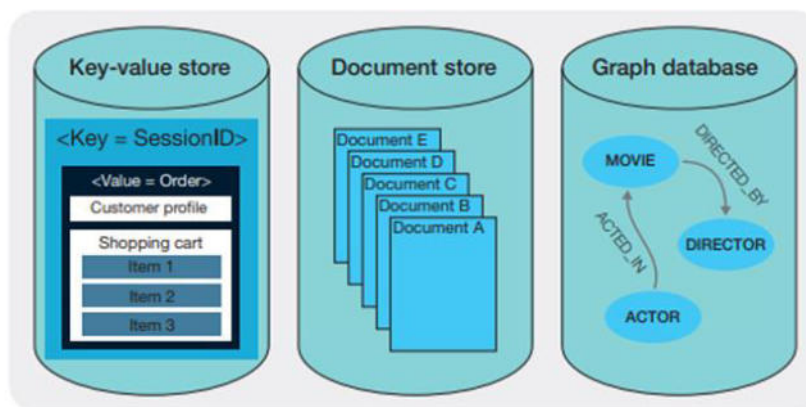 Key-value store
<Key = SessionID>
<Value = Order>
Customer profile
Shopping cart
Item 1
Item 2
Item 3
Document store
Document E
Document D
Document C
Document B
Document A
Graph database
MOVIE
DIRECTED_BY
DIRECTOR
ACTED_IN
ACTOR